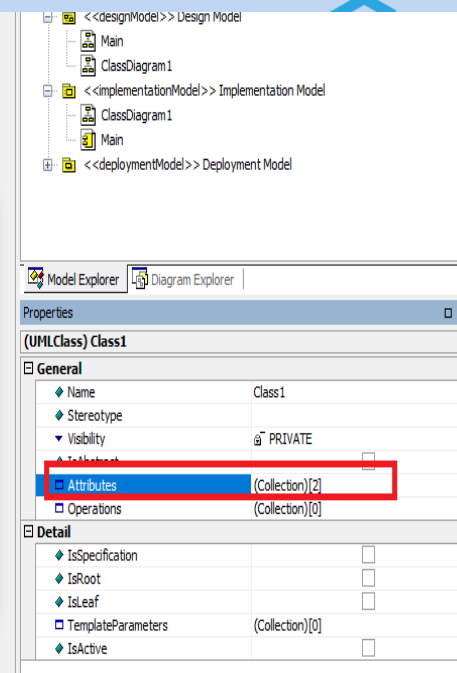 <<designModel>> Design Model
Main
ClassDiagram1
<<implementationModel>> Implementation Model
ClassDiagram1
Main
<<deploymentModel>> Deployment Model
Model Explorer Diagram Explorer
Properties
(UMLClass) Class1
General
Name Class1
Stereotype
Visibility PRIVATE
IsAbstract
Attributes (Collection)[2]
Operations (Collection)[0]
Detail
IsSpecification
IsRoot
IsLeaf
TemplateParameters (Collection)[0]
IsActive